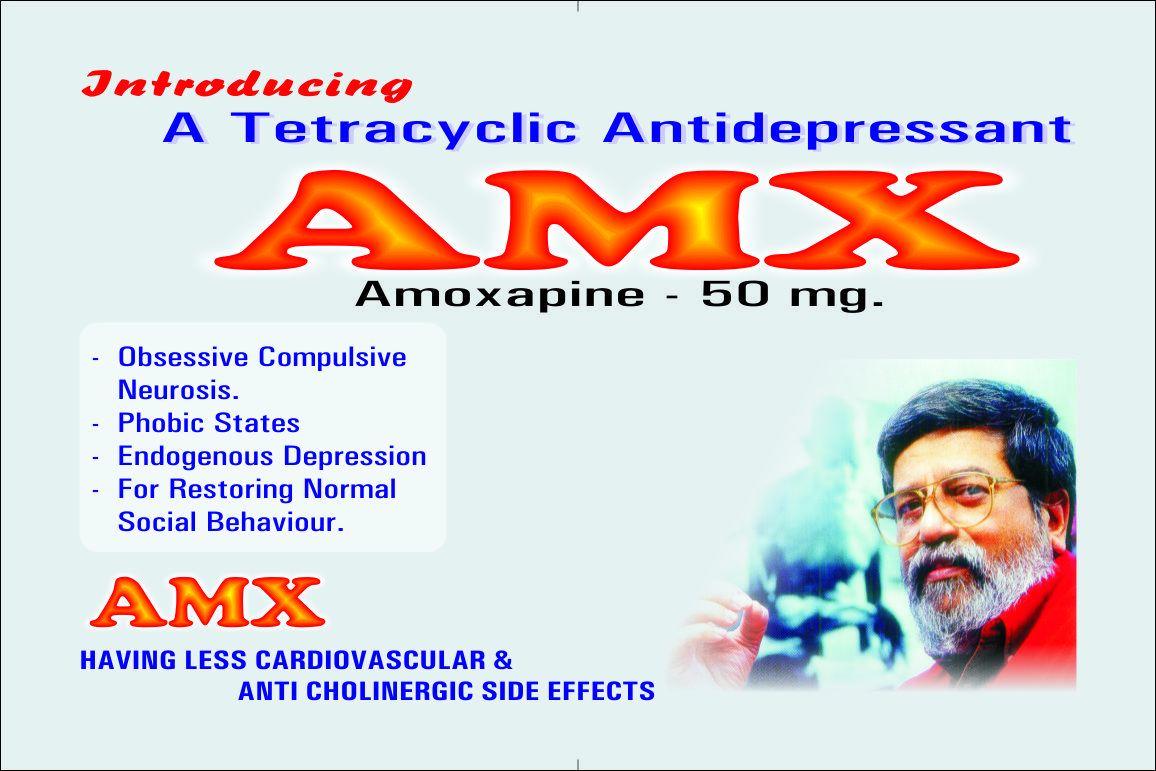 Introducing
A Tetracyclic Antidepressant
AMX
Amoxapine - 50 mg.
- Obsessive Compulsive
Neurosis.
- Phobic States
- Endogenous Depression
- For Restoring Normal
Social Behaviour.
AMX
HAVING LESS CARDIOVASCULAR &
ANTI CHOLINERGIC SIDE EFFECTS